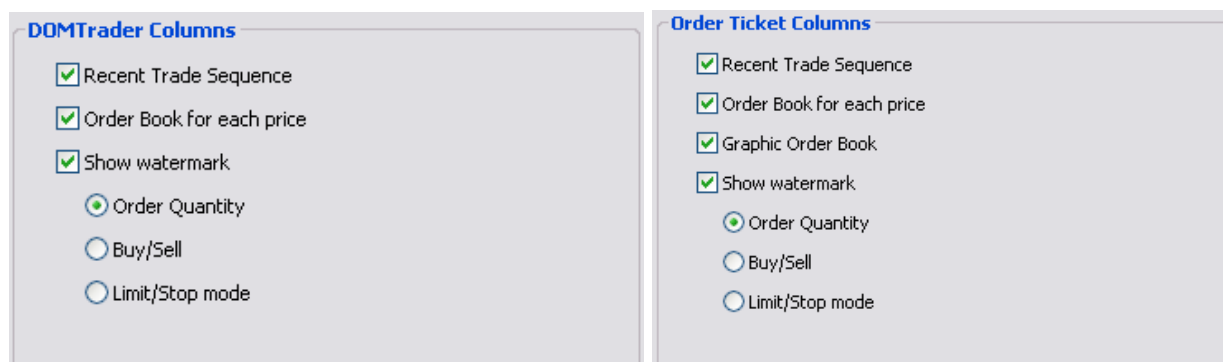 DOMTrader Columns
Recent Trade Sequence
Order Book for each price
Show watermark
Order Quantity
Buy/Sell
Limit/Stop mode
Order Ticket Columns
Recent Trade Sequence
Order Book for each price
Graphic Order Book
Show watermark
Order Quantity
Buy/Sell
Limit/Stop mode